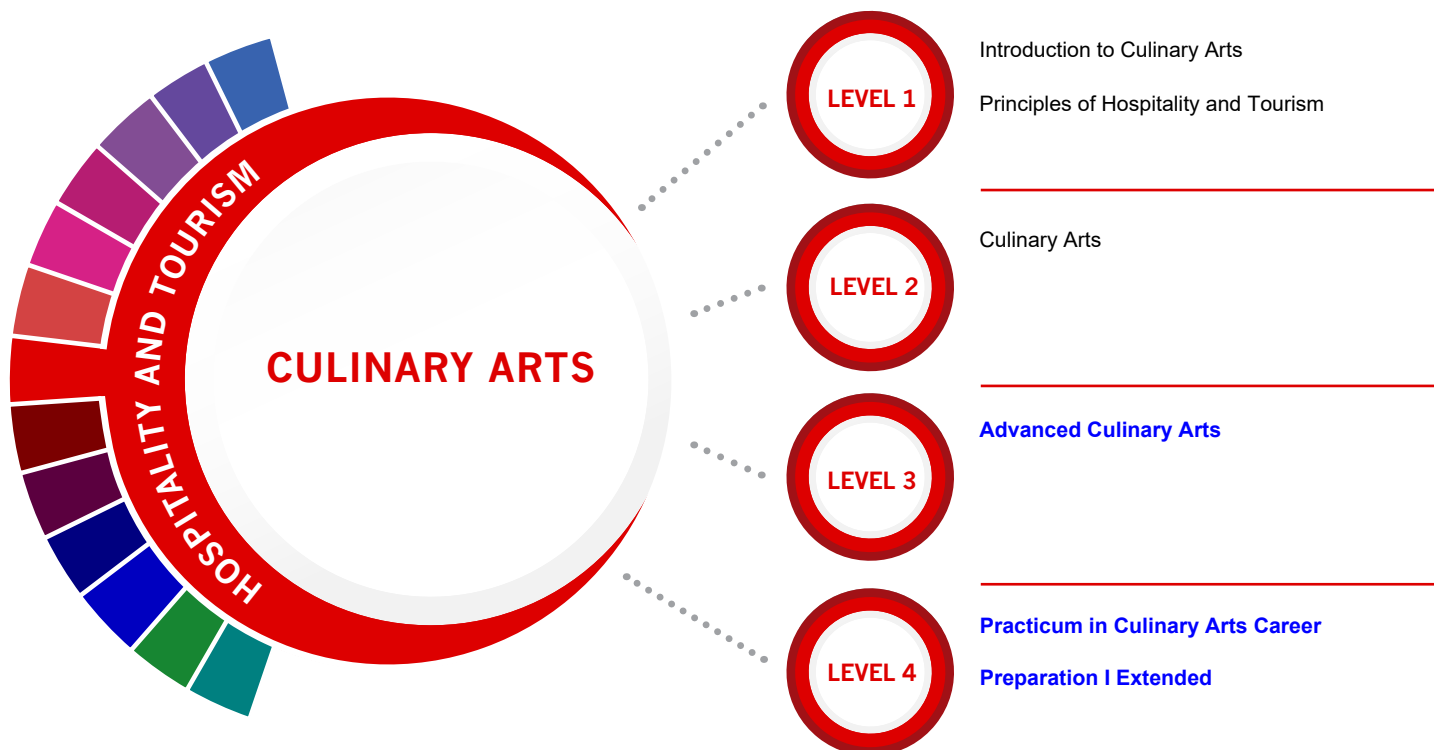 HOSPITALITY AND TOURISM
CULINARY ARTS
LEVEL 1
Introduction to Culinary Arts
Principles of Hospitality and Tourism
LEVEL 2
Culinary Arts
LEVEL 3
Advanced Culinary Arts
LEVEL 4
Practicum in Culinary Arts Career
Preparation I Extended